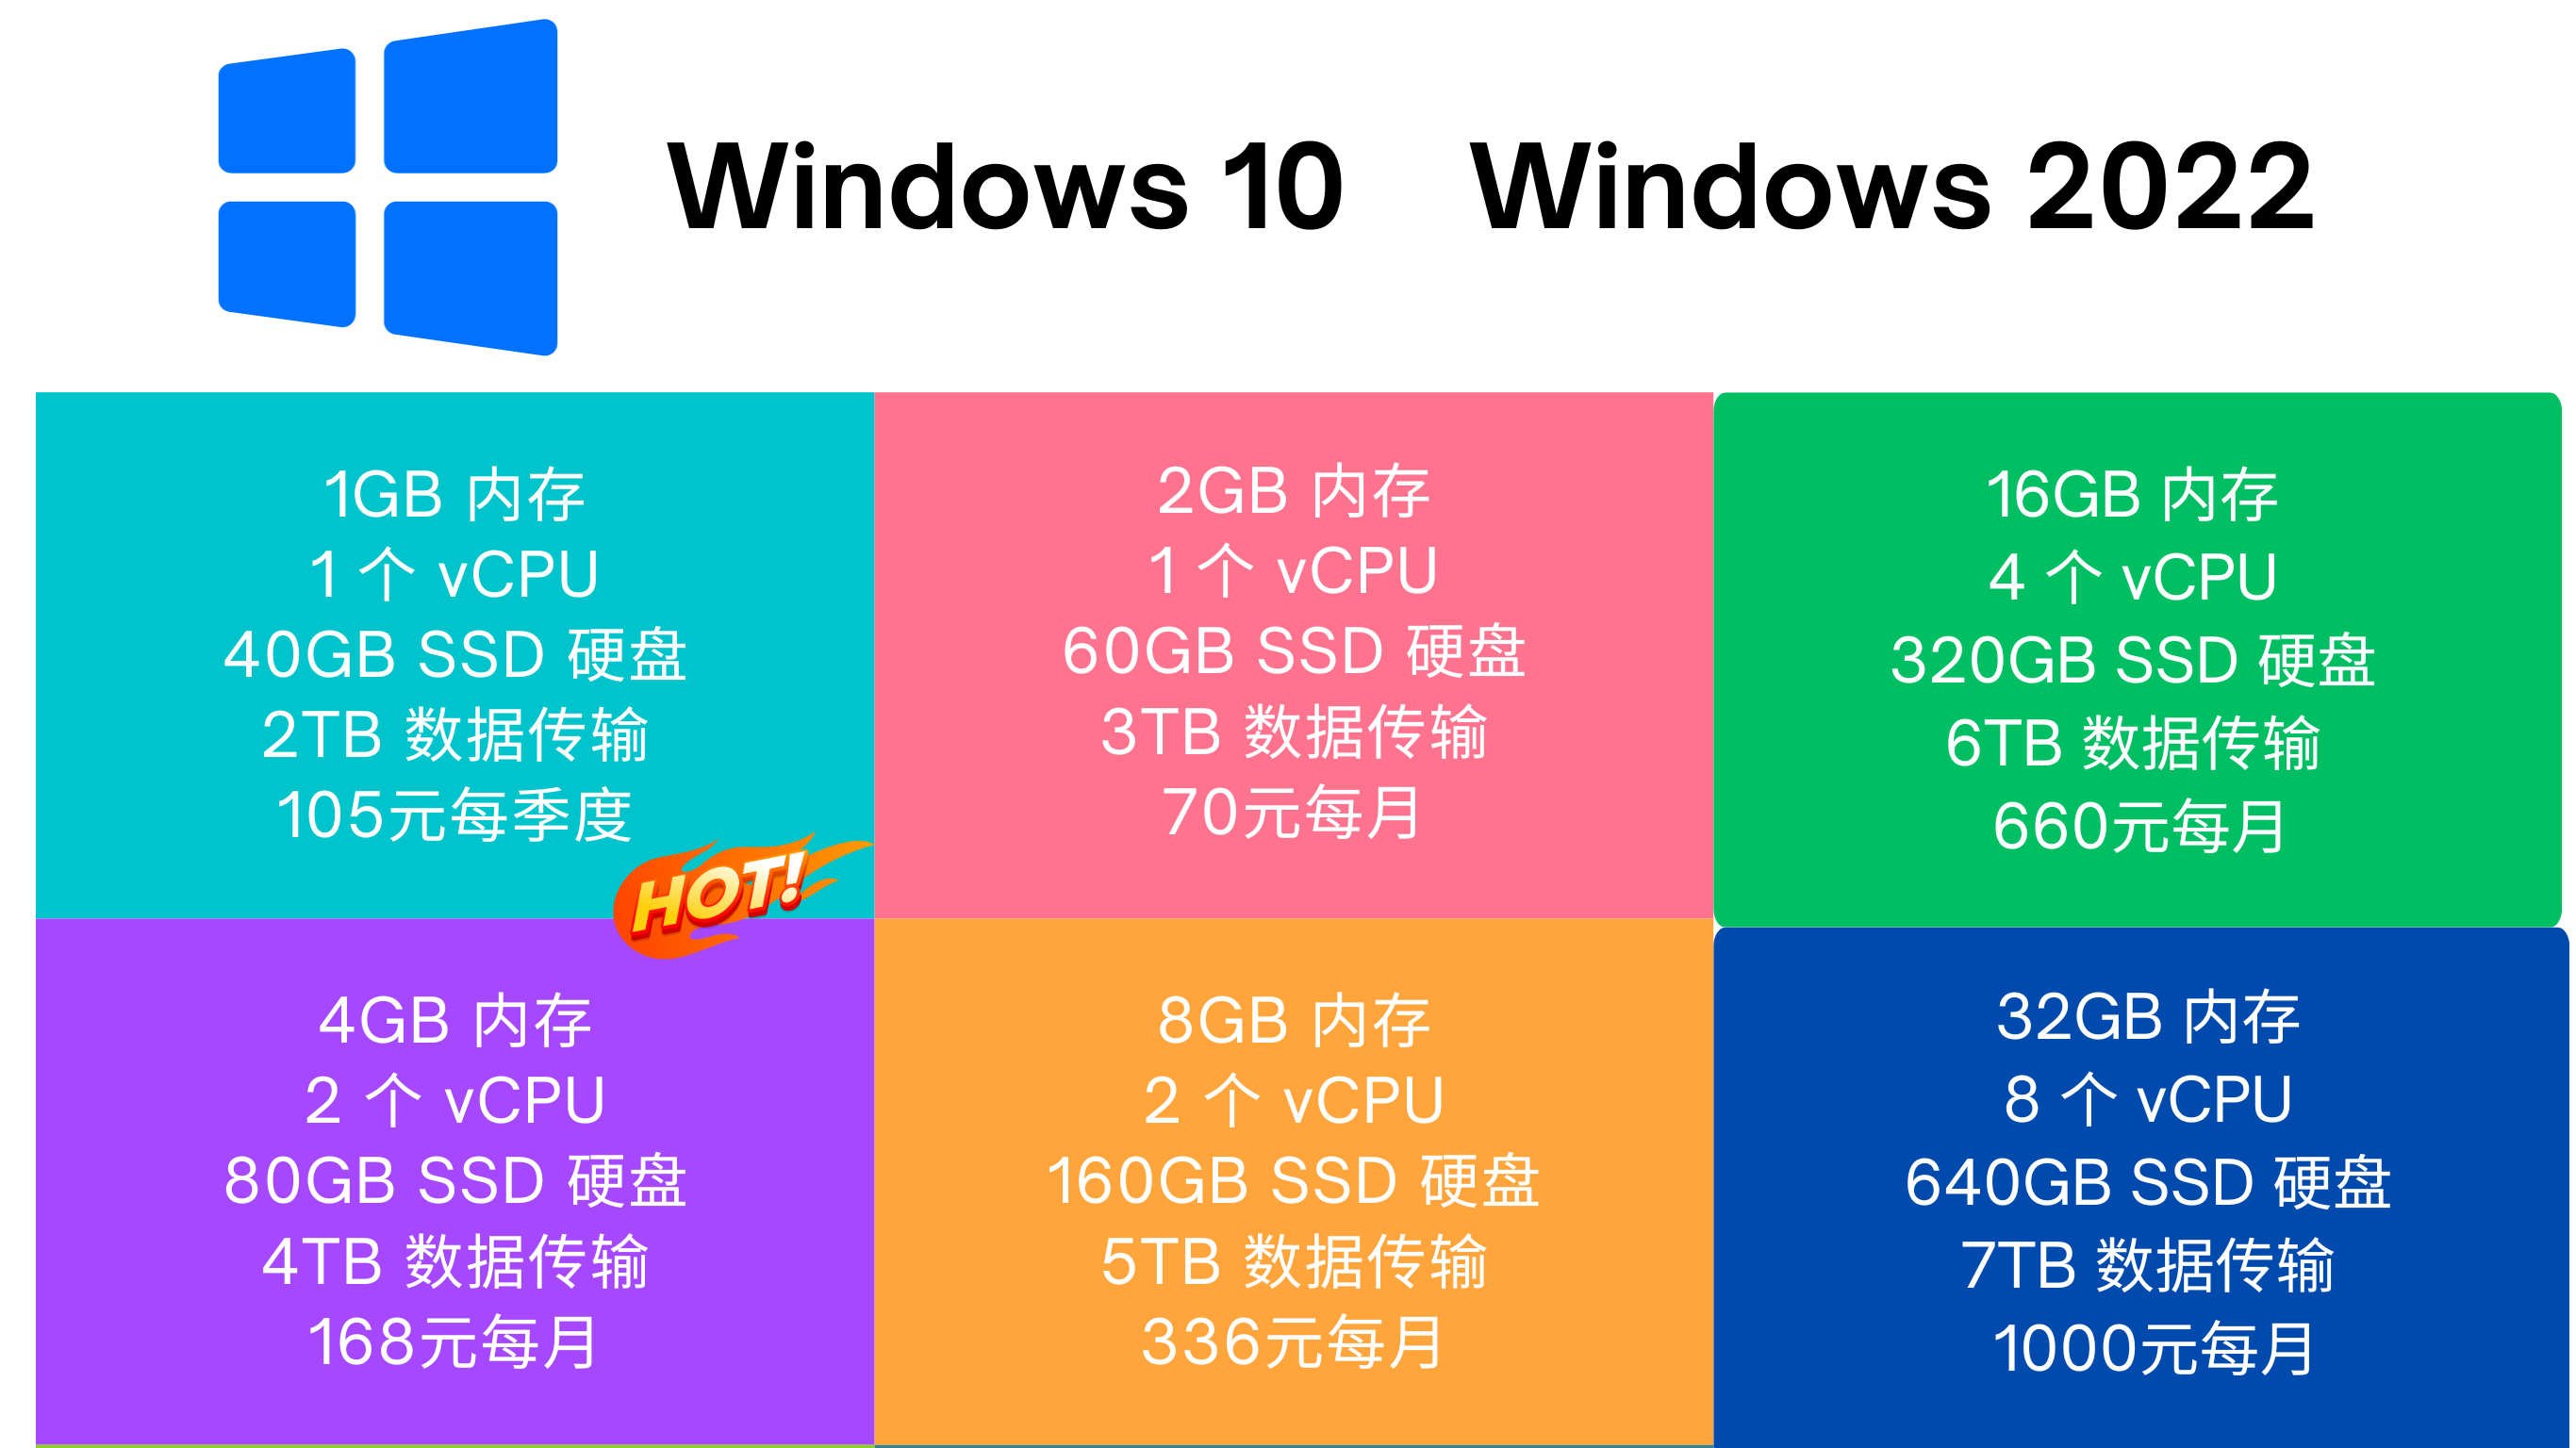 Windows 10 Windows 2022
1GB 内存
1 个 vCPU
40GB SSD 硬盘
2TB 数据传输
105元每季度
HOT!
2GB 内存
1 个 vCPU
60GB SSD 硬盘
3TB 数据传输
70元每月
16GB 内存
4 个 vCPU
320GB SSD 硬盘
6TB 数据传输
660元每月
4GB 内存
2 个 vCPU
80GB SSD 硬盘
4TB 数据传输
168元每月
8GB 内存
2 个 vCPU
160GB SSD 硬盘
5TB 数据传输
336元每月
32GB 内存
8 个 vCPU
640GB SSD 硬盘
7TB 数据传输
1000元每月